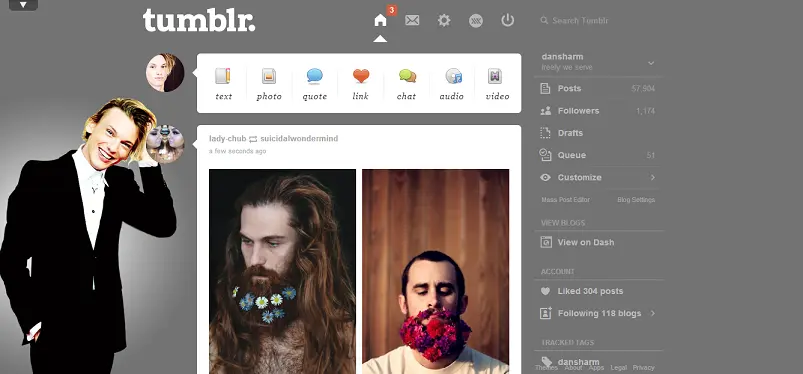 tumblr.
3
Search Tumblr
text photo quote link chat audio video
lady-chub suicidalwondermind
a few seconds ago
dansharm
freely we serve
Posts 57,904
Followers 1,174
Drafts
Queue 51
Customize
Mass Post Editor Blog Settings
VIEW BLOGS
View on Dash
ACCOUNT
Liked 304 posts
Following 118 blogs
TRACKED TAGS
dansharm
Themes About Apps Legal Privacy